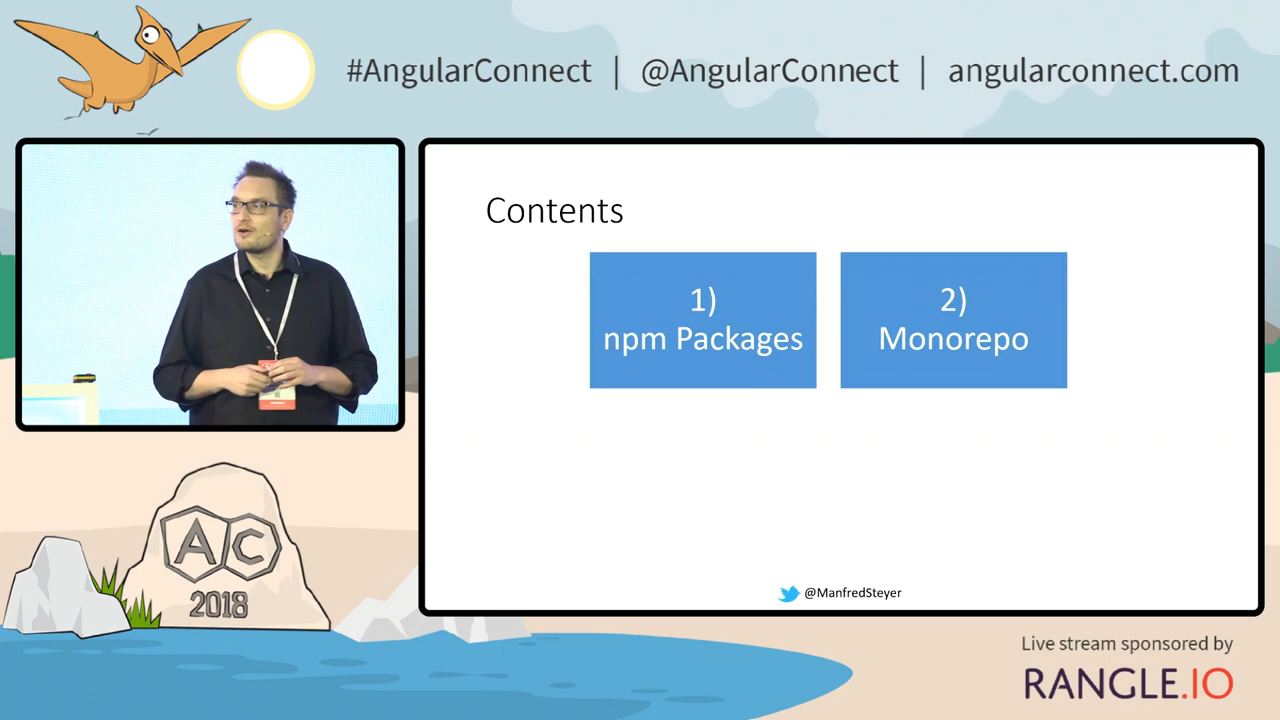 #AngularConnect | @AngularConnect | angularconnect.com
Contents
1)
npm Packages
2)
Monorepo
@ManfredSteyer
AC
2018
Live stream sponsored by
RANGLE.IO